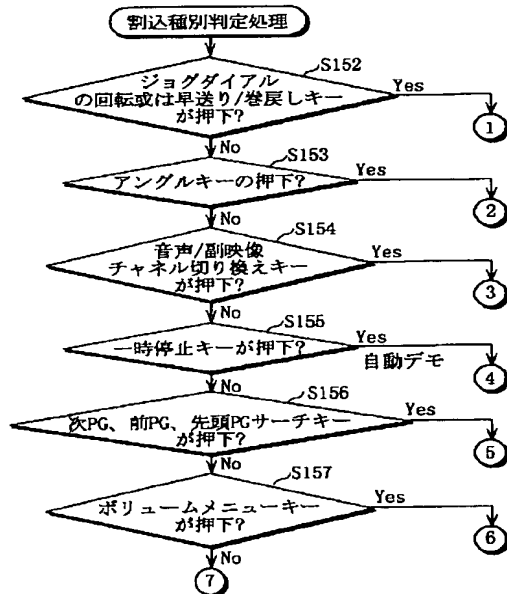 割込種別判定処理
S152
ジョグダイアル
の回転或は早送り/巻戻しキー
が押下?
Yes
1
No
S153
アングルキーの押下?
Yes
2
No
S154
音声/副映像
チャネル切り換えキー
が押下?
Yes
3
No
S155
一時停止キーが押下?
Yes
自動デモ
4
No
S156
次PG、前PG、先頭PGサーチキー
が押下?
Yes
5
No
S157
ボリュームメニューキー
が押下?
Yes
6
No
7